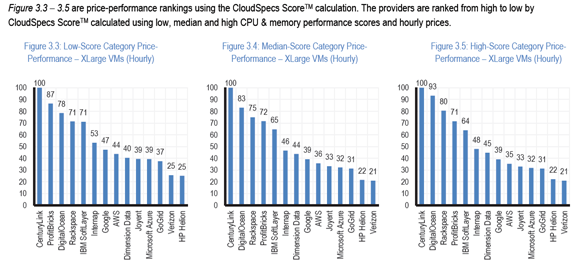 Figure 3.3 – 3.5 are price-performance rankings using the CloudSpecs Score™ calculation. The providers are ranked from high to low by
CloudSpecs Score™ calculated using low, median and high CPU & memory performance scores and hourly prices.
Figure 3.3: Low-Score Category Price-
Performance – XLarge VMs (Hourly)
100
90
80
70
60
50
40
30
20
10
0
100
87
78
71
71
53
47
44
40
39
39
37
25
25
CenturyLink
ProfitBricks
DigitalOcean
Rackspace
IBM SoftLayer
Internap
Google
AWS
Dimension Data
Joyent
Microsoft Azure
GoGrid
Verizon
HP Helion
Figure 3.4: Median-Score Category Price-
Performance – XLarge VMs (Hourly)
100
90
80
70
60
50
40
30
20
10
0
100
83
75
72
65
46
44
39
36
33
32
31
22
21
CenturyLink
DigitalOcean
Rackspace
ProfitBricks
IBM SoftLayer
Internap
Dimension Data
Google
AWS
Joyent
Microsoft Azure
GoGrid
HP Helion
Verizon
Figure 3.5: High-Score Category Price-
Performance – XLarge VMs (Hourly)
100
90
80
70
60
50
40
30
20
10
0
100
93
80
71
64
48
45
39
35
33
32
31
22
21
CenturyLink
DigitalOcean
Rackspace
ProfitBricks
IBM SoftLayer
Internap
Dimension Data
Google
AWS
Joyent
Microsoft Azure
GoGrid
HP Helion
Verizon